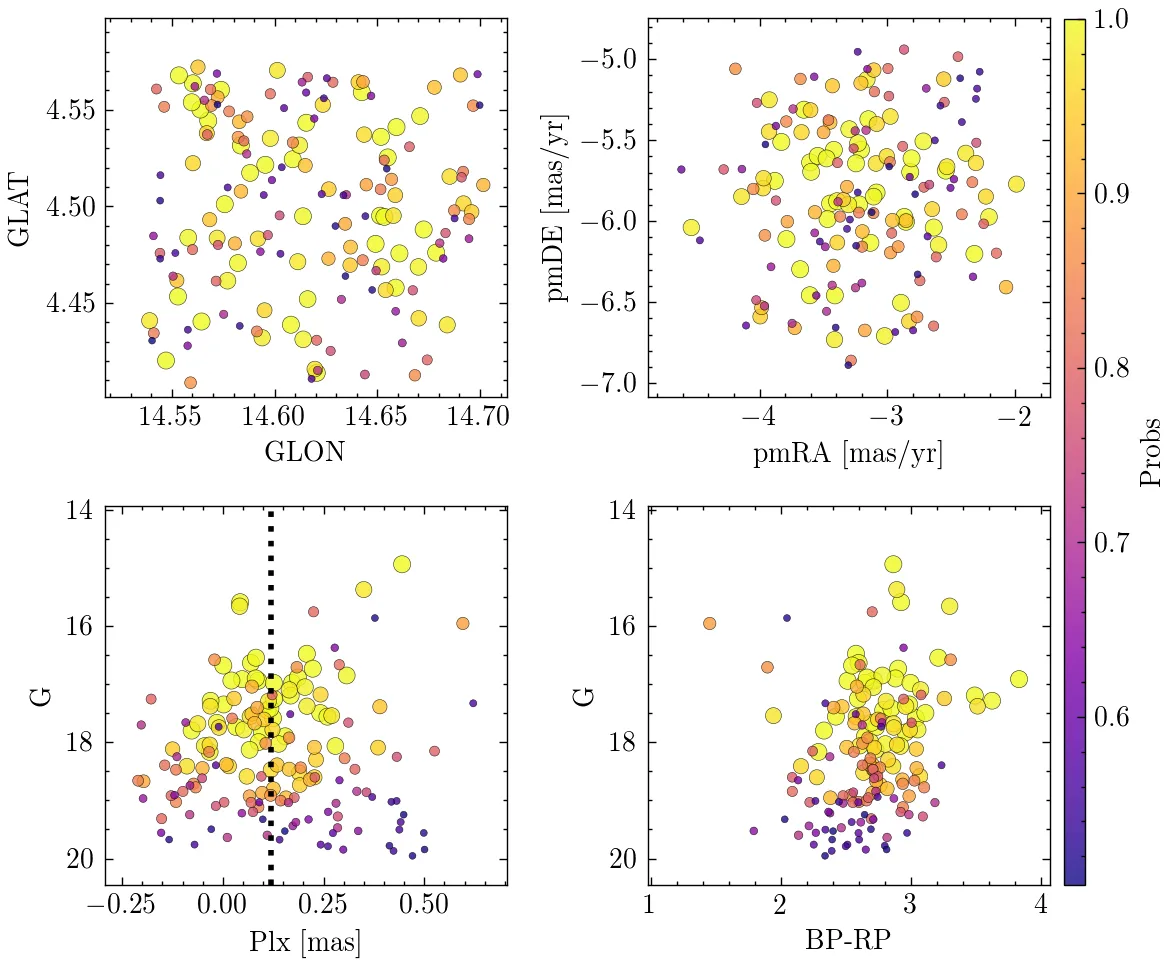 4.55
4.50
4.45
GLAT
14.55 14.60 14.65 14.70
GLON
−5.0
−5.5
−6.0
−6.5
−7.0
pmDE [mas/yr]
−4 −3 −2
pmRA [mas/yr]
14
16
18
20
G
−0.25 0.00 0.25 0.50
Plx [mas]
14
16
18
20
G
1 2 3 4
BP-RP
1.0
0.9
0.8
0.7
0.6
Probs